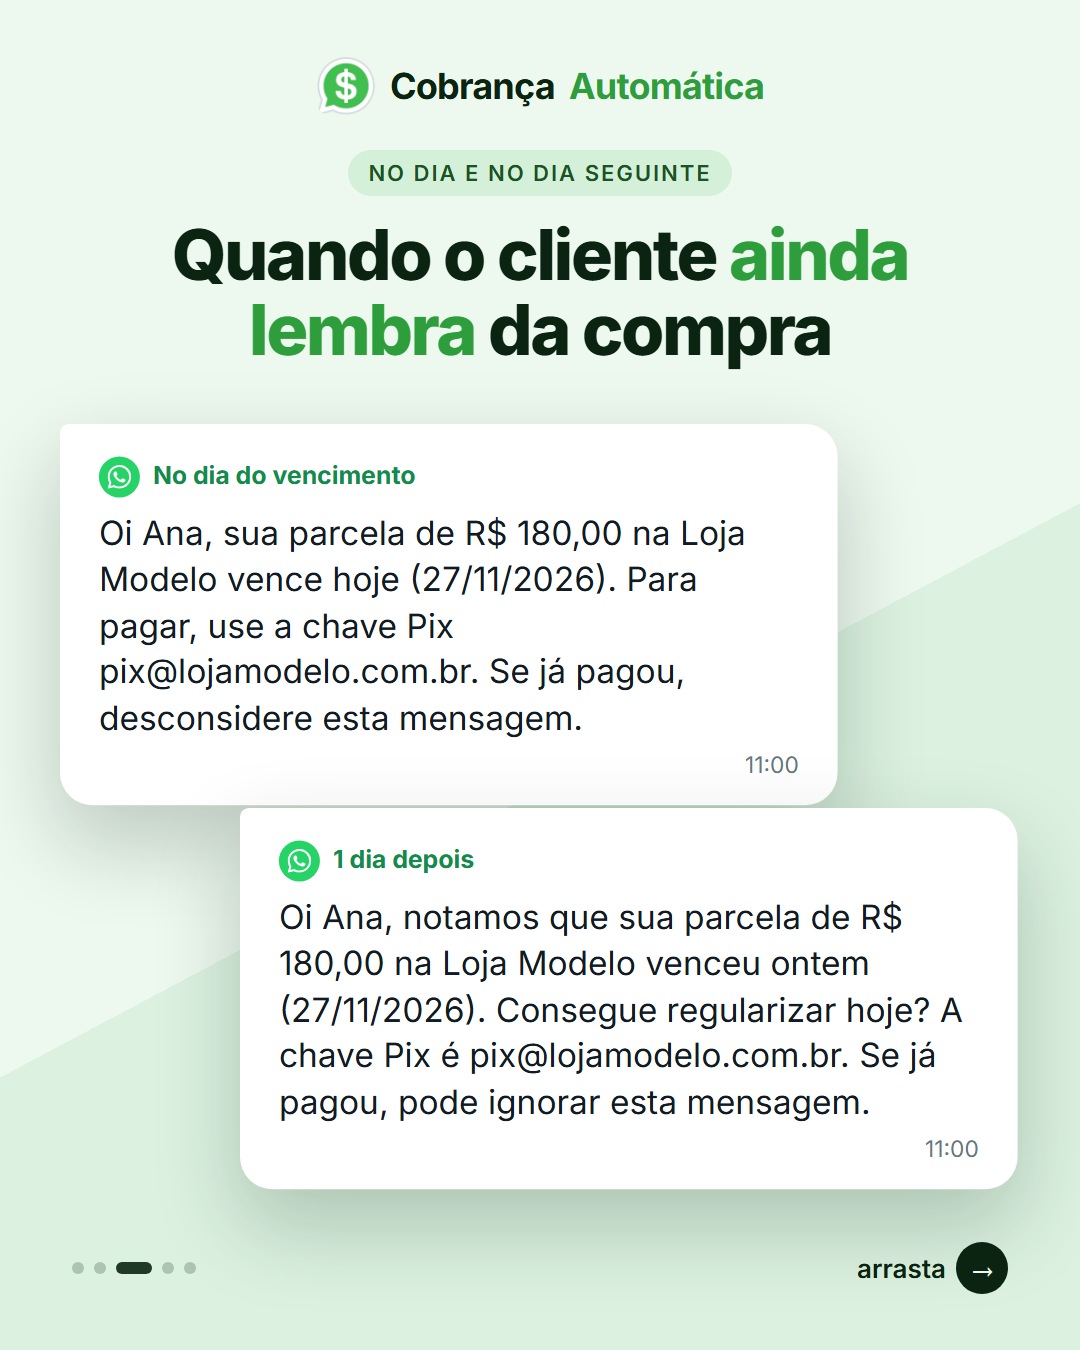 Cobrança Automática
NO DIA E NO DIA SEGUINTE
Quando o cliente ainda
lembra da compra
No dia do vencimento
Oi Ana, sua parcela de R$ 180,00 na Loja
Modelo vence hoje (27/11/2026). Para
pagar, use a chave Pix
pix@lojamodelo.com.br. Se já pagou,
desconsidere esta mensagem.
11:00
1 dia depois
Oi Ana, notamos que sua parcela de R$
180,00 na Loja Modelo venceu ontem
(27/11/2026). Consegue regularizar hoje? A
chave Pix é pix@lojamodelo.com.br. Se já
pagou, pode ignorar esta mensagem.
11:00
arrasta →